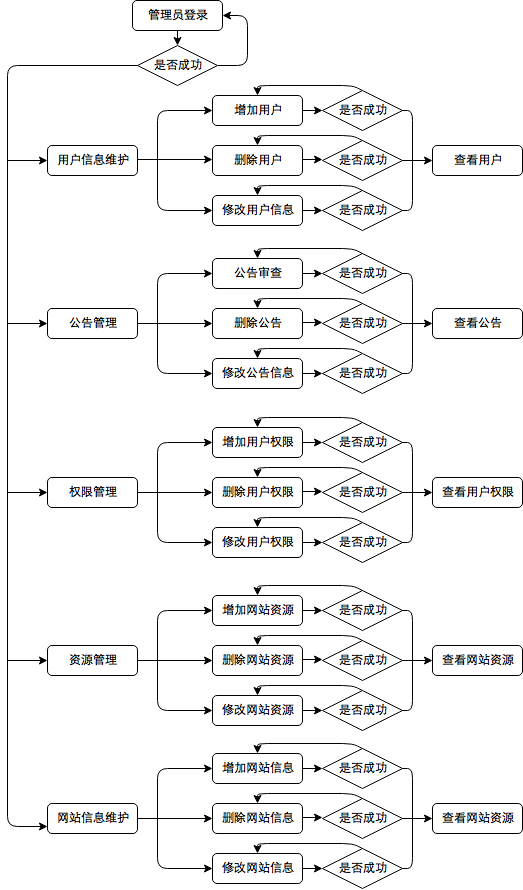 管理员登录
是否成功
增加用户
是否成功
用户信息维护
删除用户
是否成功
查看用户
修改用户信息
是否成功
公告审查
是否成功
公告管理
删除公告
是否成功
查看公告
修改公告信息
是否成功
增加用户权限
是否成功
权限管理
删除用户权限
是否成功
查看用户权限
修改用户权限
是否成功
增加网站资源
是否成功
资源管理
删除网站资源
是否成功
查看网站资源
修改网站资源
是否成功
增加网站信息
是否成功
网站信息维护
删除网站信息
是否成功
查看网站资源
修改网站信息
是否成功